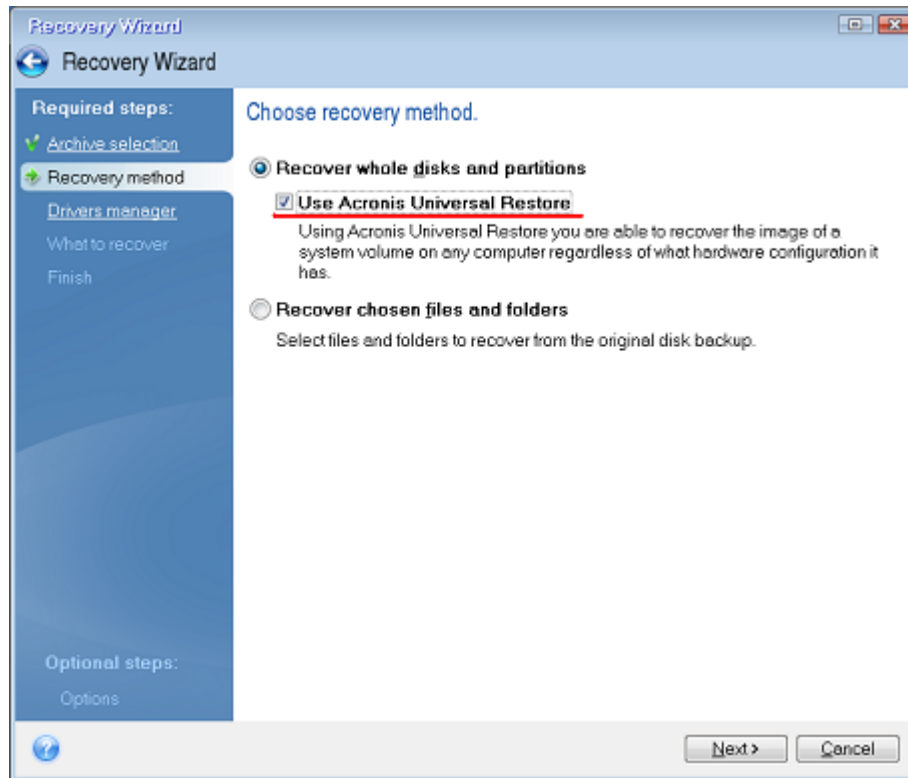 Recovery Wizard
Recovery Wizard
Required steps:
Archive selection
Recovery method
Drivers manager
What to recover
Finish
Optional steps:
Options
Choose recovery method.
Recover whole disks and partitions
Use Acronis Universal Restore
Using Acronis Universal Restore you are able to recover the image of a
system volume on any computer regardless of what hardware configuration it
has.
Recover chosen files and folders
Select files and folders to recover from the original disk backup.
?
Next >
Cancel